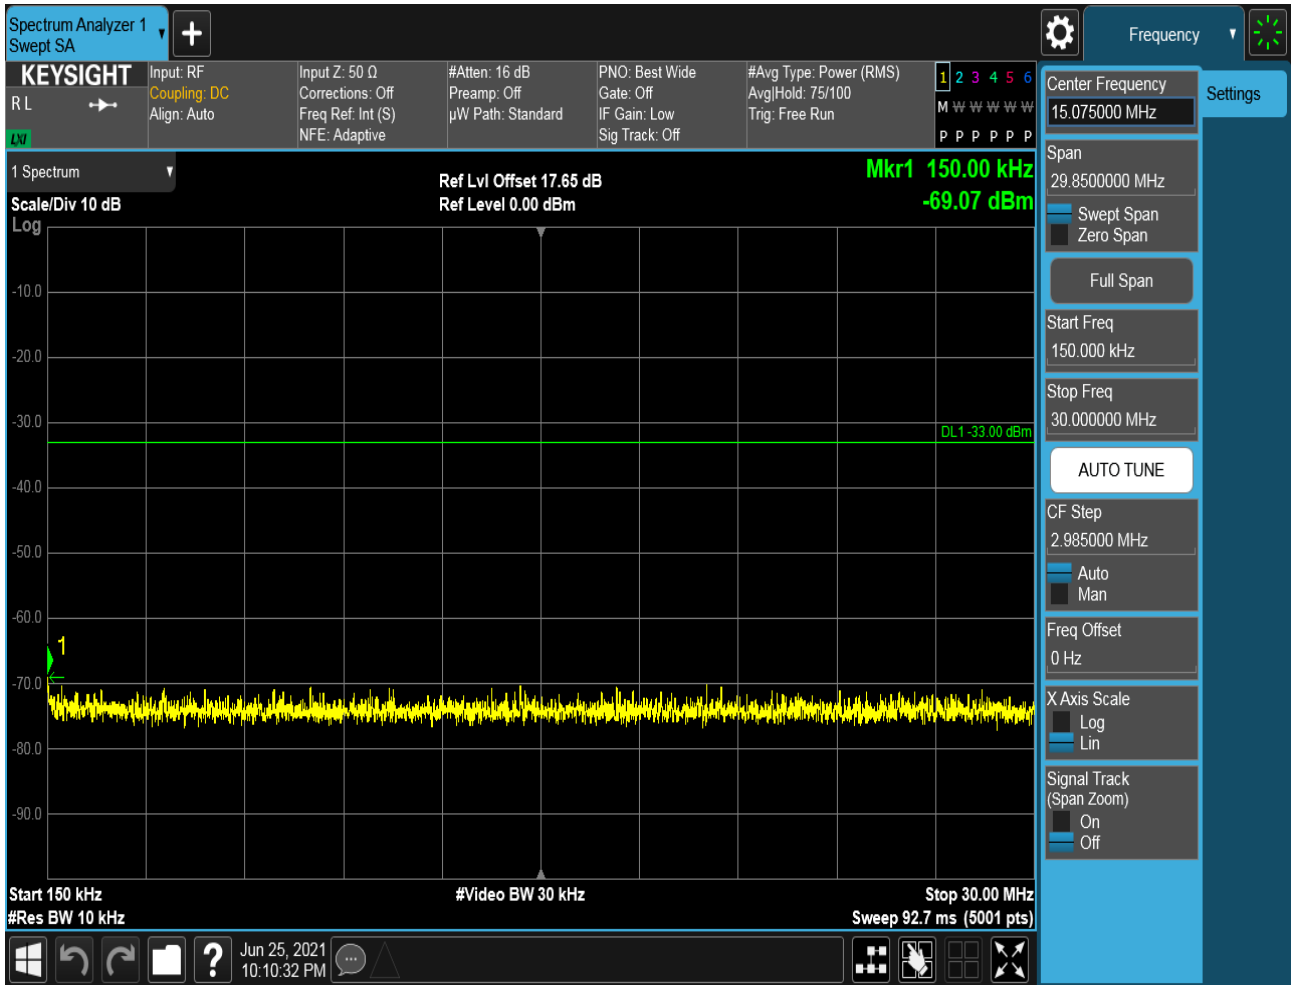 Spectrum Analyzer 1
Swept SA
Frequency
KEYSIGHT
R L
LXI
Input: RF
Coupling: DC
Align: Auto
Input Z: 50 Ω
Corrections: Off
Freq Ref: Int (S)
NFE: Adaptive
#Atten: 16 dB
Preamp: Off
µW Path: Standard
PNO: Best Wide
Gate: Off
IF Gain: Low
Sig Track: Off
#Avg Type: Power (RMS)
Avg|Hold: 75/100
Trig: Free Run
1 2 3 4 5 6
M W W W W W
P P P P P P
1 Spectrum
Scale/Div 10 dB
Log
Ref Lvl Offset 17.65 dB
Ref Level 0.00 dBm
Mkr1 150.00 kHz
-69.07 dBm
-10.0
-20.0
-30.0
DL1 -33.00 dBm
-40.0
-50.0
-60.0
1
-70.0
-80.0
-90.0
Start 150 kHz
#Video BW 30 kHz
Stop 30.00 MHz
#Res BW 10 kHz
Sweep 92.7 ms (5001 pts)
?
Jun 25, 2021
10:10:32 PM
Center Frequency
15.075000 MHz
Settings
Span
29.8500000 MHz
Swept Span
Zero Span
Full Span
Start Freq
150.000 kHz
Stop Freq
30.000000 MHz
AUTO TUNE
CF Step
2.985000 MHz
Auto
Man
Freq Offset
0 Hz
X Axis Scale
Log
Lin
Signal Track
(Span Zoom)
On
Off